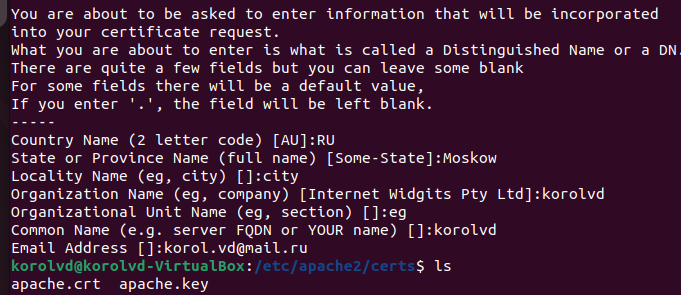 You are about to be asked to enter information that will be incorporated
into your certificate request.
What you are about to enter is what is called a Distinguished Name or a DN.
There are quite a few fields but you can leave some blank
For some fields there will be a default value,
If you enter '.', the field will be left blank.
-----
Country Name (2 letter code) [AU]:RU
State or Province Name (full name) [Some-State]:Moskow
Locality Name (eg, city) []:city
Organization Name (eg, company) [Internet Widgits Pty Ltd]:korolvd
Organizational Unit Name (eg, section) []:eg
Common Name (e.g. server FQDN or YOUR name) []:korolvd
Email Address []:korol.vd@mail.ru
korolvd@korolvd-VirtualBox:/etc/apache2/certs$ ls
apache.crt  apache.key